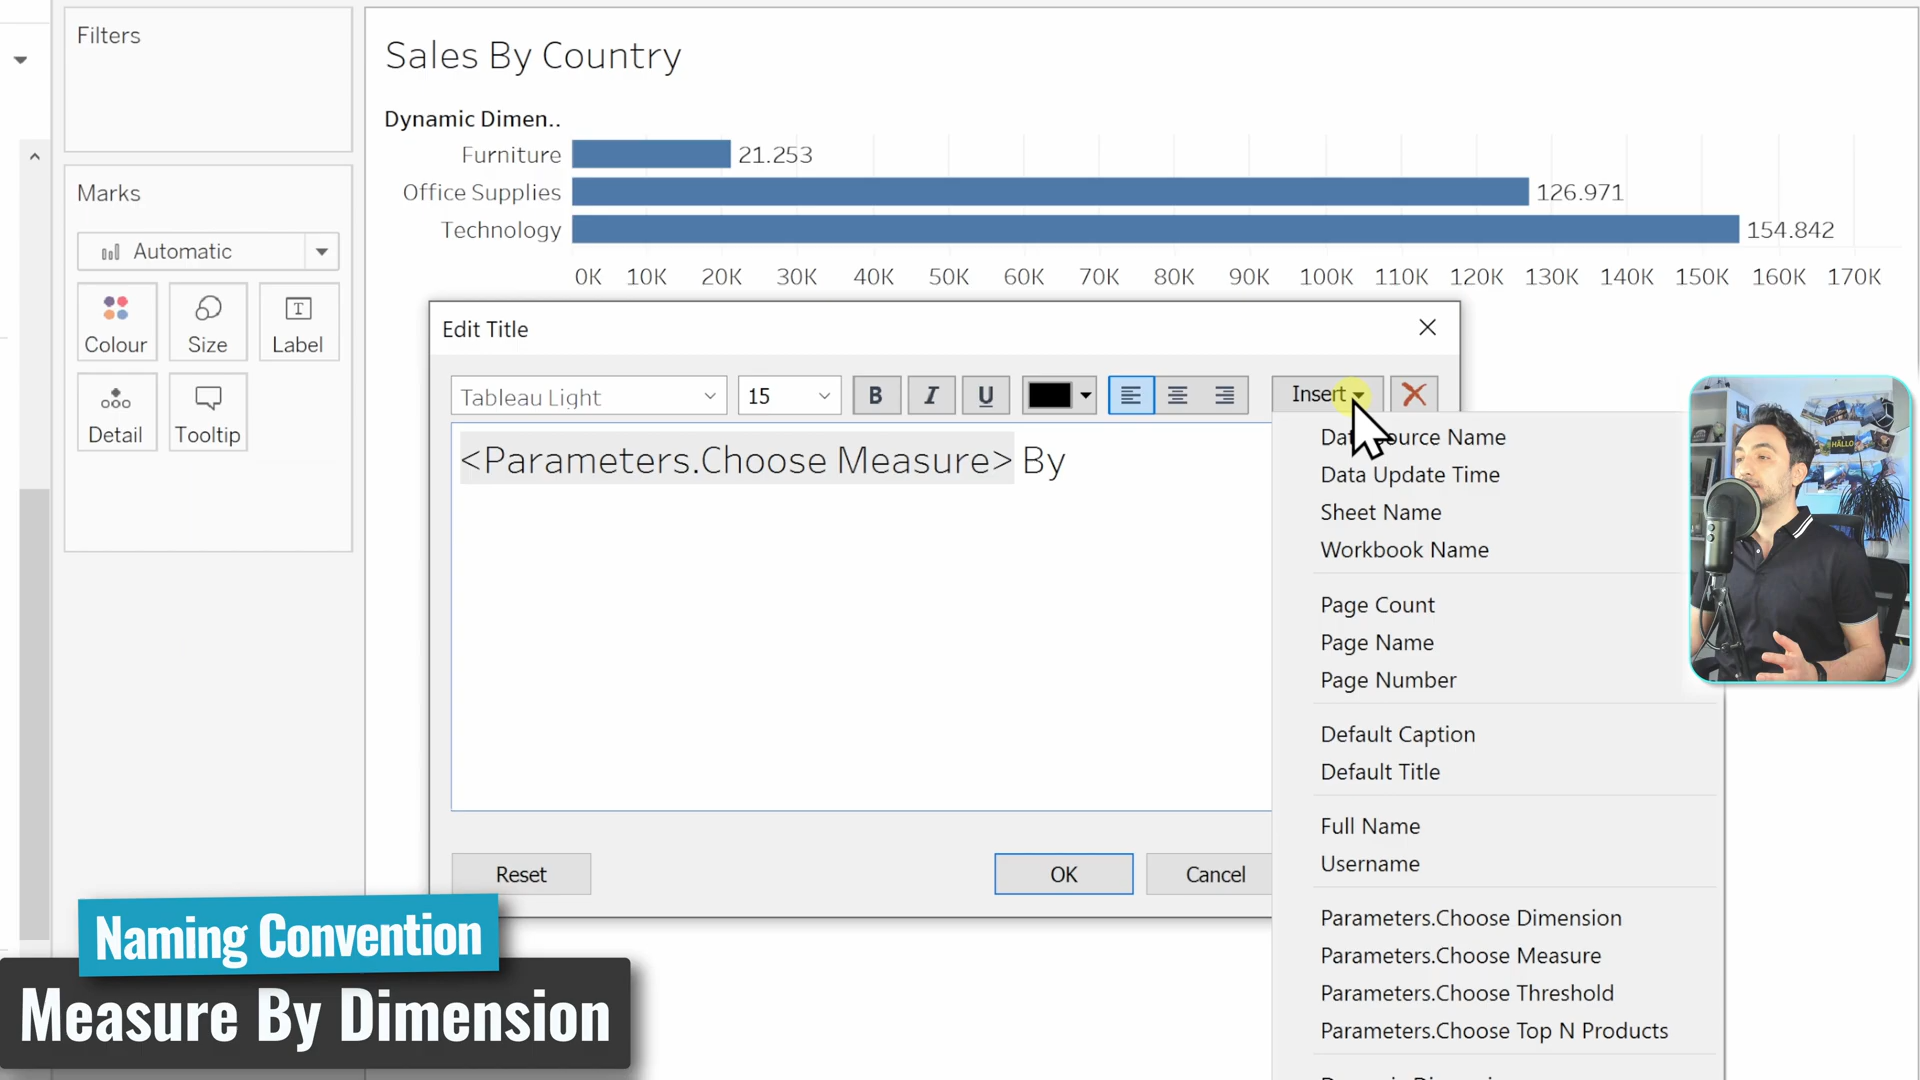 Filters
Marks
Automatic
Colour
Size
Label
Detail
Tooltip
Sales By Country
Dynamic Dimen..
Furniture
21.253
Office Supplies
126.971
Technology
154.842
0K 10K 20K 30K 40K 50K 60K 70K 80K 90K 100K 110K 120K 130K 140K 150K 160K 170K
Edit Title
Tableau Light
15
B
I
U
Insert
<Parameters.Choose Measure> By
Reset
OK
Cancel
Data Update Time
Sheet Name
Workbook Name
Page Count
Page Name
Page Number
Default Caption
Default Title
Full Name
Username
Parameters.Choose Dimension
Parameters.Choose Measure
Parameters.Choose Threshold
Parameters.Choose Top N Products
Naming Convention
Measure By Dimension